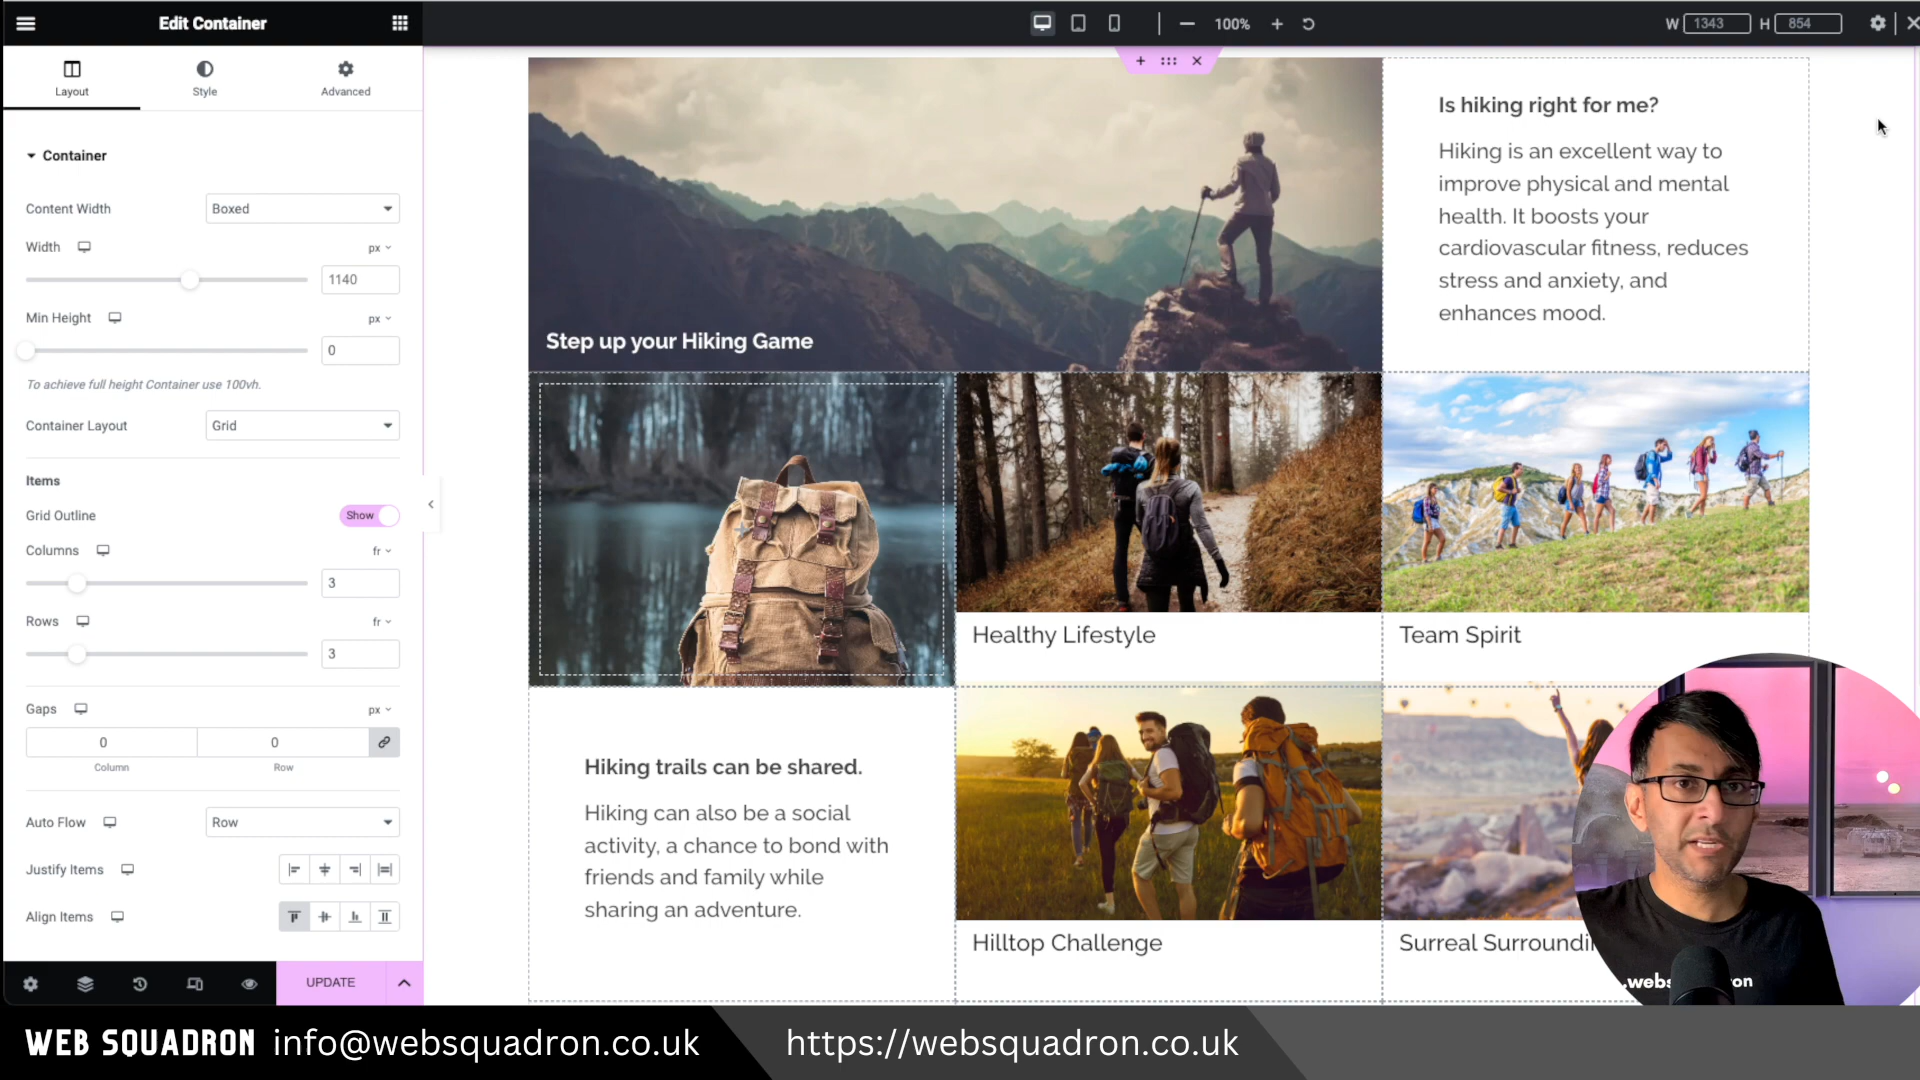 Edit Container
100%
W 1343 H 854
Layout
Style
Advanced
Container
Content Width
Boxed
Width
px
1140
Min Height
px
0
To achieve full height Container use 100vh.
Container Layout
Grid
Items
Grid Outline
Show
Columns
fr
3
Rows
fr
3
Gaps
px
0
0
Column
Row
Auto Flow
Row
Justify Items
Align Items
UPDATE
Step up your Hiking Game
Is hiking right for me?
Hiking is an excellent way to
improve physical and mental
health. It boosts your
cardiovascular fitness, reduces
stress and anxiety, and
enhances mood.
Healthy Lifestyle
Team Spirit
Hiking trails can be shared.
Hiking can also be a social
activity, a chance to bond with
friends and family while
sharing an adventure.
Hilltop Challenge
Surreal Surroundi
.webs on
WEB SQUADRON info@websquadron.co.uk
https://websquadron.co.uk